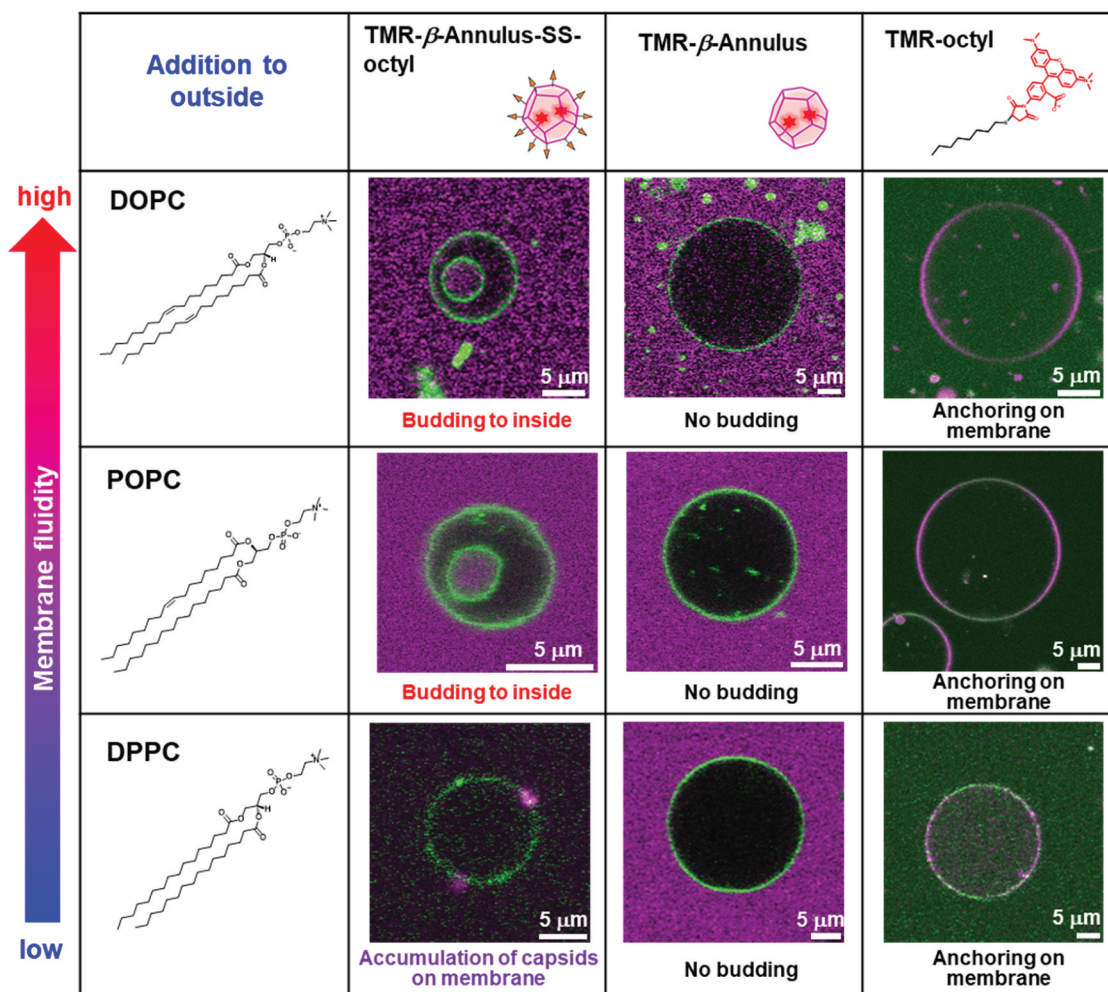 Addition to
outside
TMR-β-Annulus-SS-
octyl
TMR-β-Annulus
TMR-octyl
high
Membrane fluidity
low
DOPC
5 μm
Budding to inside
5 μm
No budding
5 μm
Anchoring on
membrane
POPC
5 μm
Budding to inside
5 μm
No budding
5 μm
Anchoring on
membrane
DPPC
5 μm
Accumulation of capsids
on membrane
5 μm
No budding
5 μm
Anchoring on
membrane